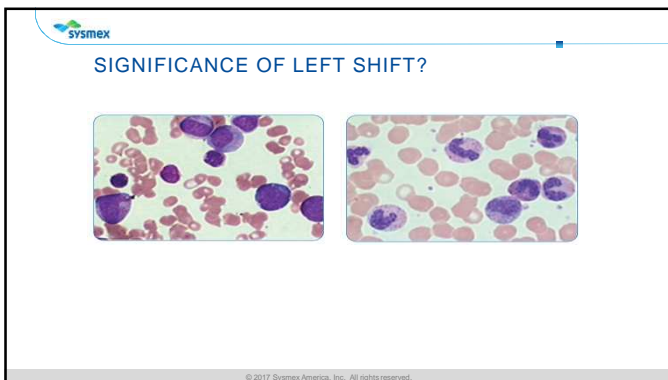 sysmex
SIGNIFICANCE OF LEFT SHIFT?
© 2017 Sysmex America, Inc. All rights reserved.